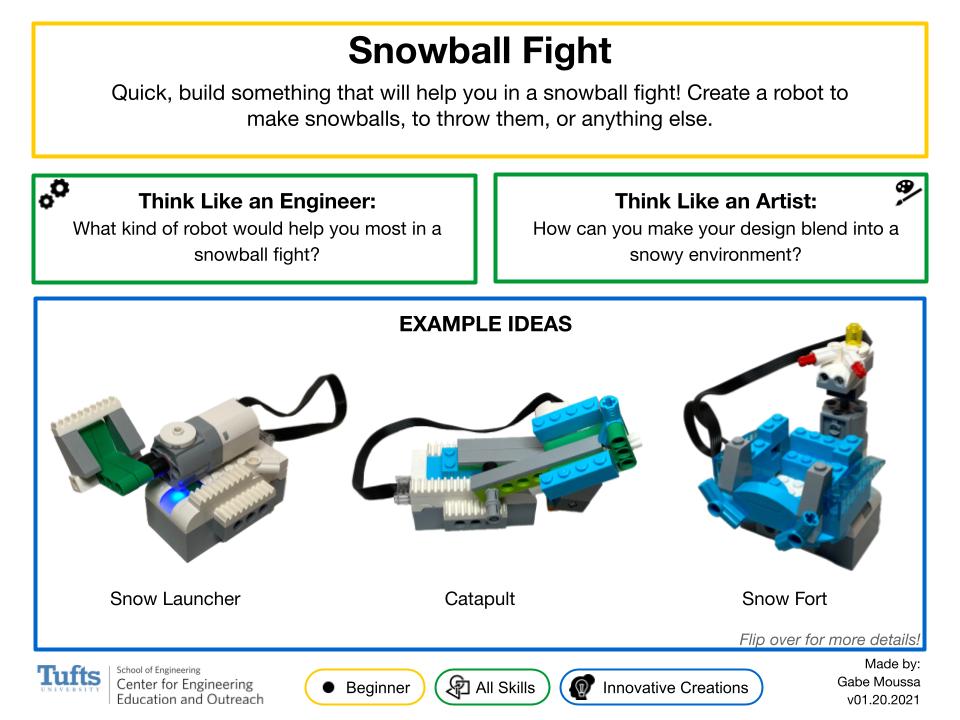 Snowball Fight
Quick, build something that will help you in a snowball fight! Create a robot to
make snowballs, to throw them, or anything else.
Think Like an Engineer:
What kind of robot would help you most in a
snowball fight?
Think Like an Artist:
How can you make your design blend into a
snowy environment?
EXAMPLE IDEAS
Snow Launcher
Catapult
Snow Fort
Flip over for more details!
Tufts
UNIVERSITY
School of Engineering
Center for Engineering
Education and Outreach
Beginner
All Skills
Innovative Creations
Made by:
Gabe Moussa
v01.20.2021